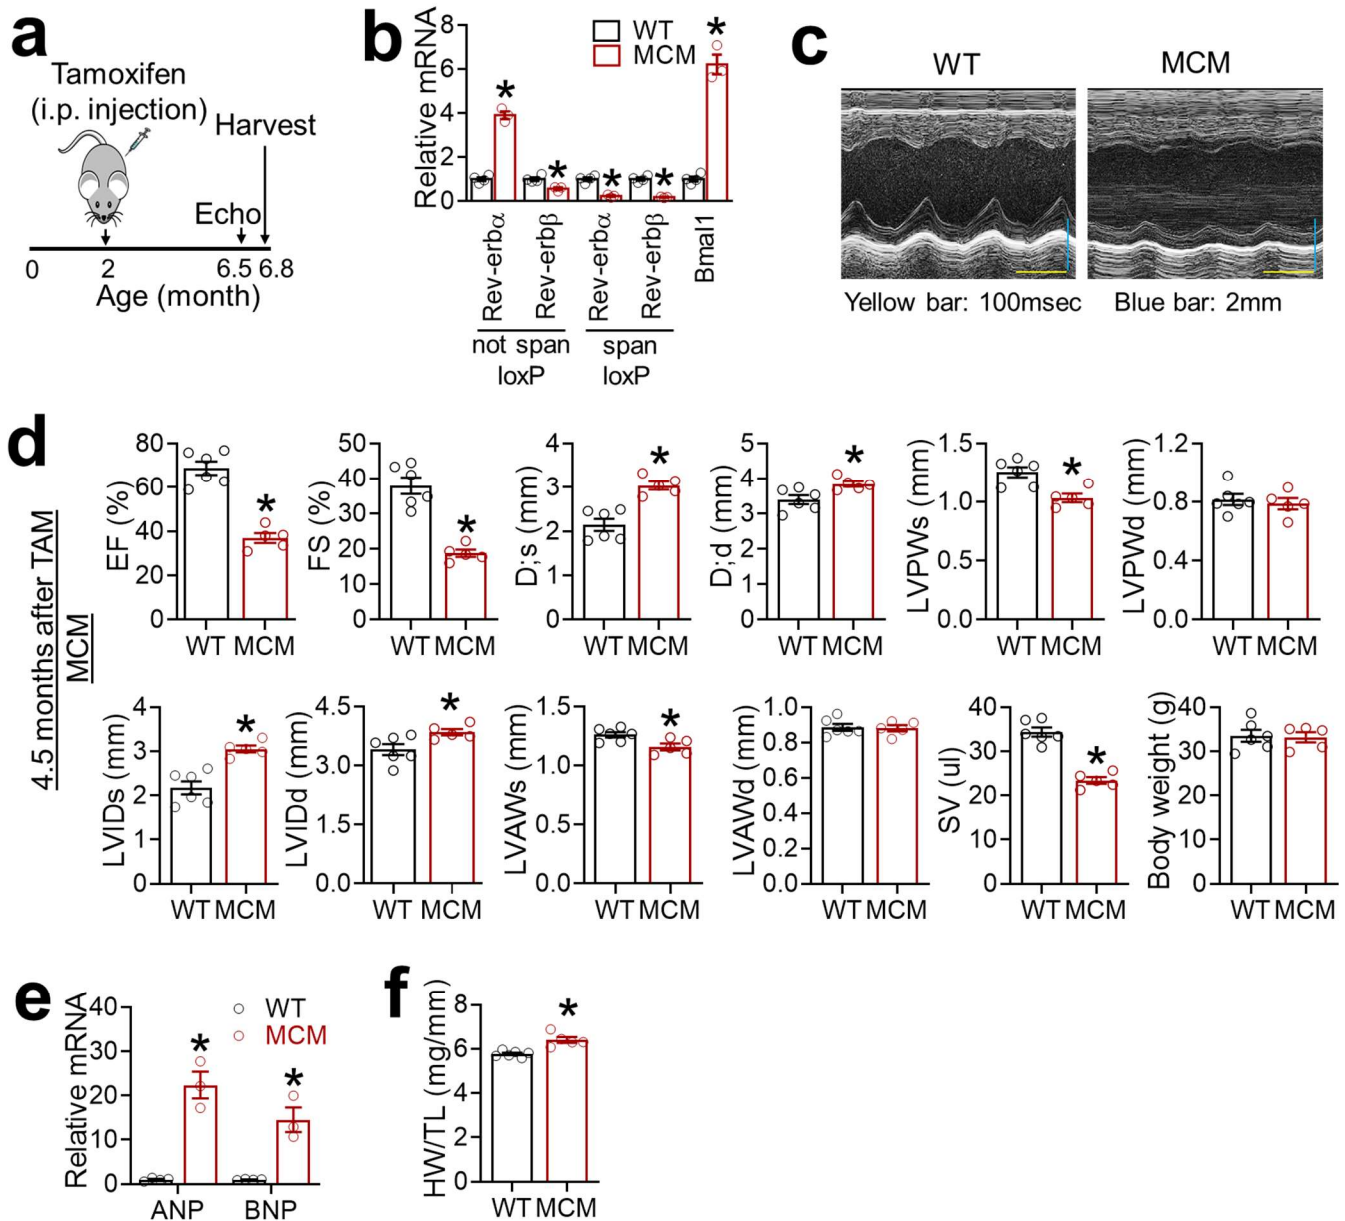 a
Tamoxifen
(i.p. injection)
Harvest
Echo
0 2 6.5 6.8
Age (month)
b
Relative mRNA
8
6
4
2
0
WT
MCM
* * * * *
Rev-erbα
Rev-erbβ
Rev-erbα
Rev-erbβ
Bmal1
not span
loxP
span
loxP
c
WT MCM
Yellow bar: 100msec Blue bar: 2mm
d
4.5 months after TAM
MCM
EF (%)
80
60
40
20
0
*
WT MCM
FS (%)
50
40
30
20
10
0
*
WT MCM
D;s (mm)
4
3
2
1
0
*
WT MCM
D;d (mm)
5
4
3
2
1
0
*
WT MCM
LVPWs (mm)
1.5
1.0
0.5
0.0
*
WT MCM
LVPWd (mm)
1.2
0.8
0.4
0.0
WT MCM
LVIDs (mm)
4
3
2
1
0
*
WT MCM
LVIDd (mm)
4.5
3.0
1.5
0.0
*
WT MCM
LVAWs (mm)
1.5
1.0
0.5
0.0
*
WT MCM
LVAWd (mm)
1.0
0.8
0.6
0.4
0.2
0.0
WT MCM
SV (ul)
40
30
20
10
0
*
WT MCM
Body weight (g)
40
30
20
10
0
WT MCM
e
Relative mRNA
40
30
20
10
0
WT
MCM
* *
ANP BNP
f
HW/TL (mg/mm)
8
6
4
2
0
*
WT MCM